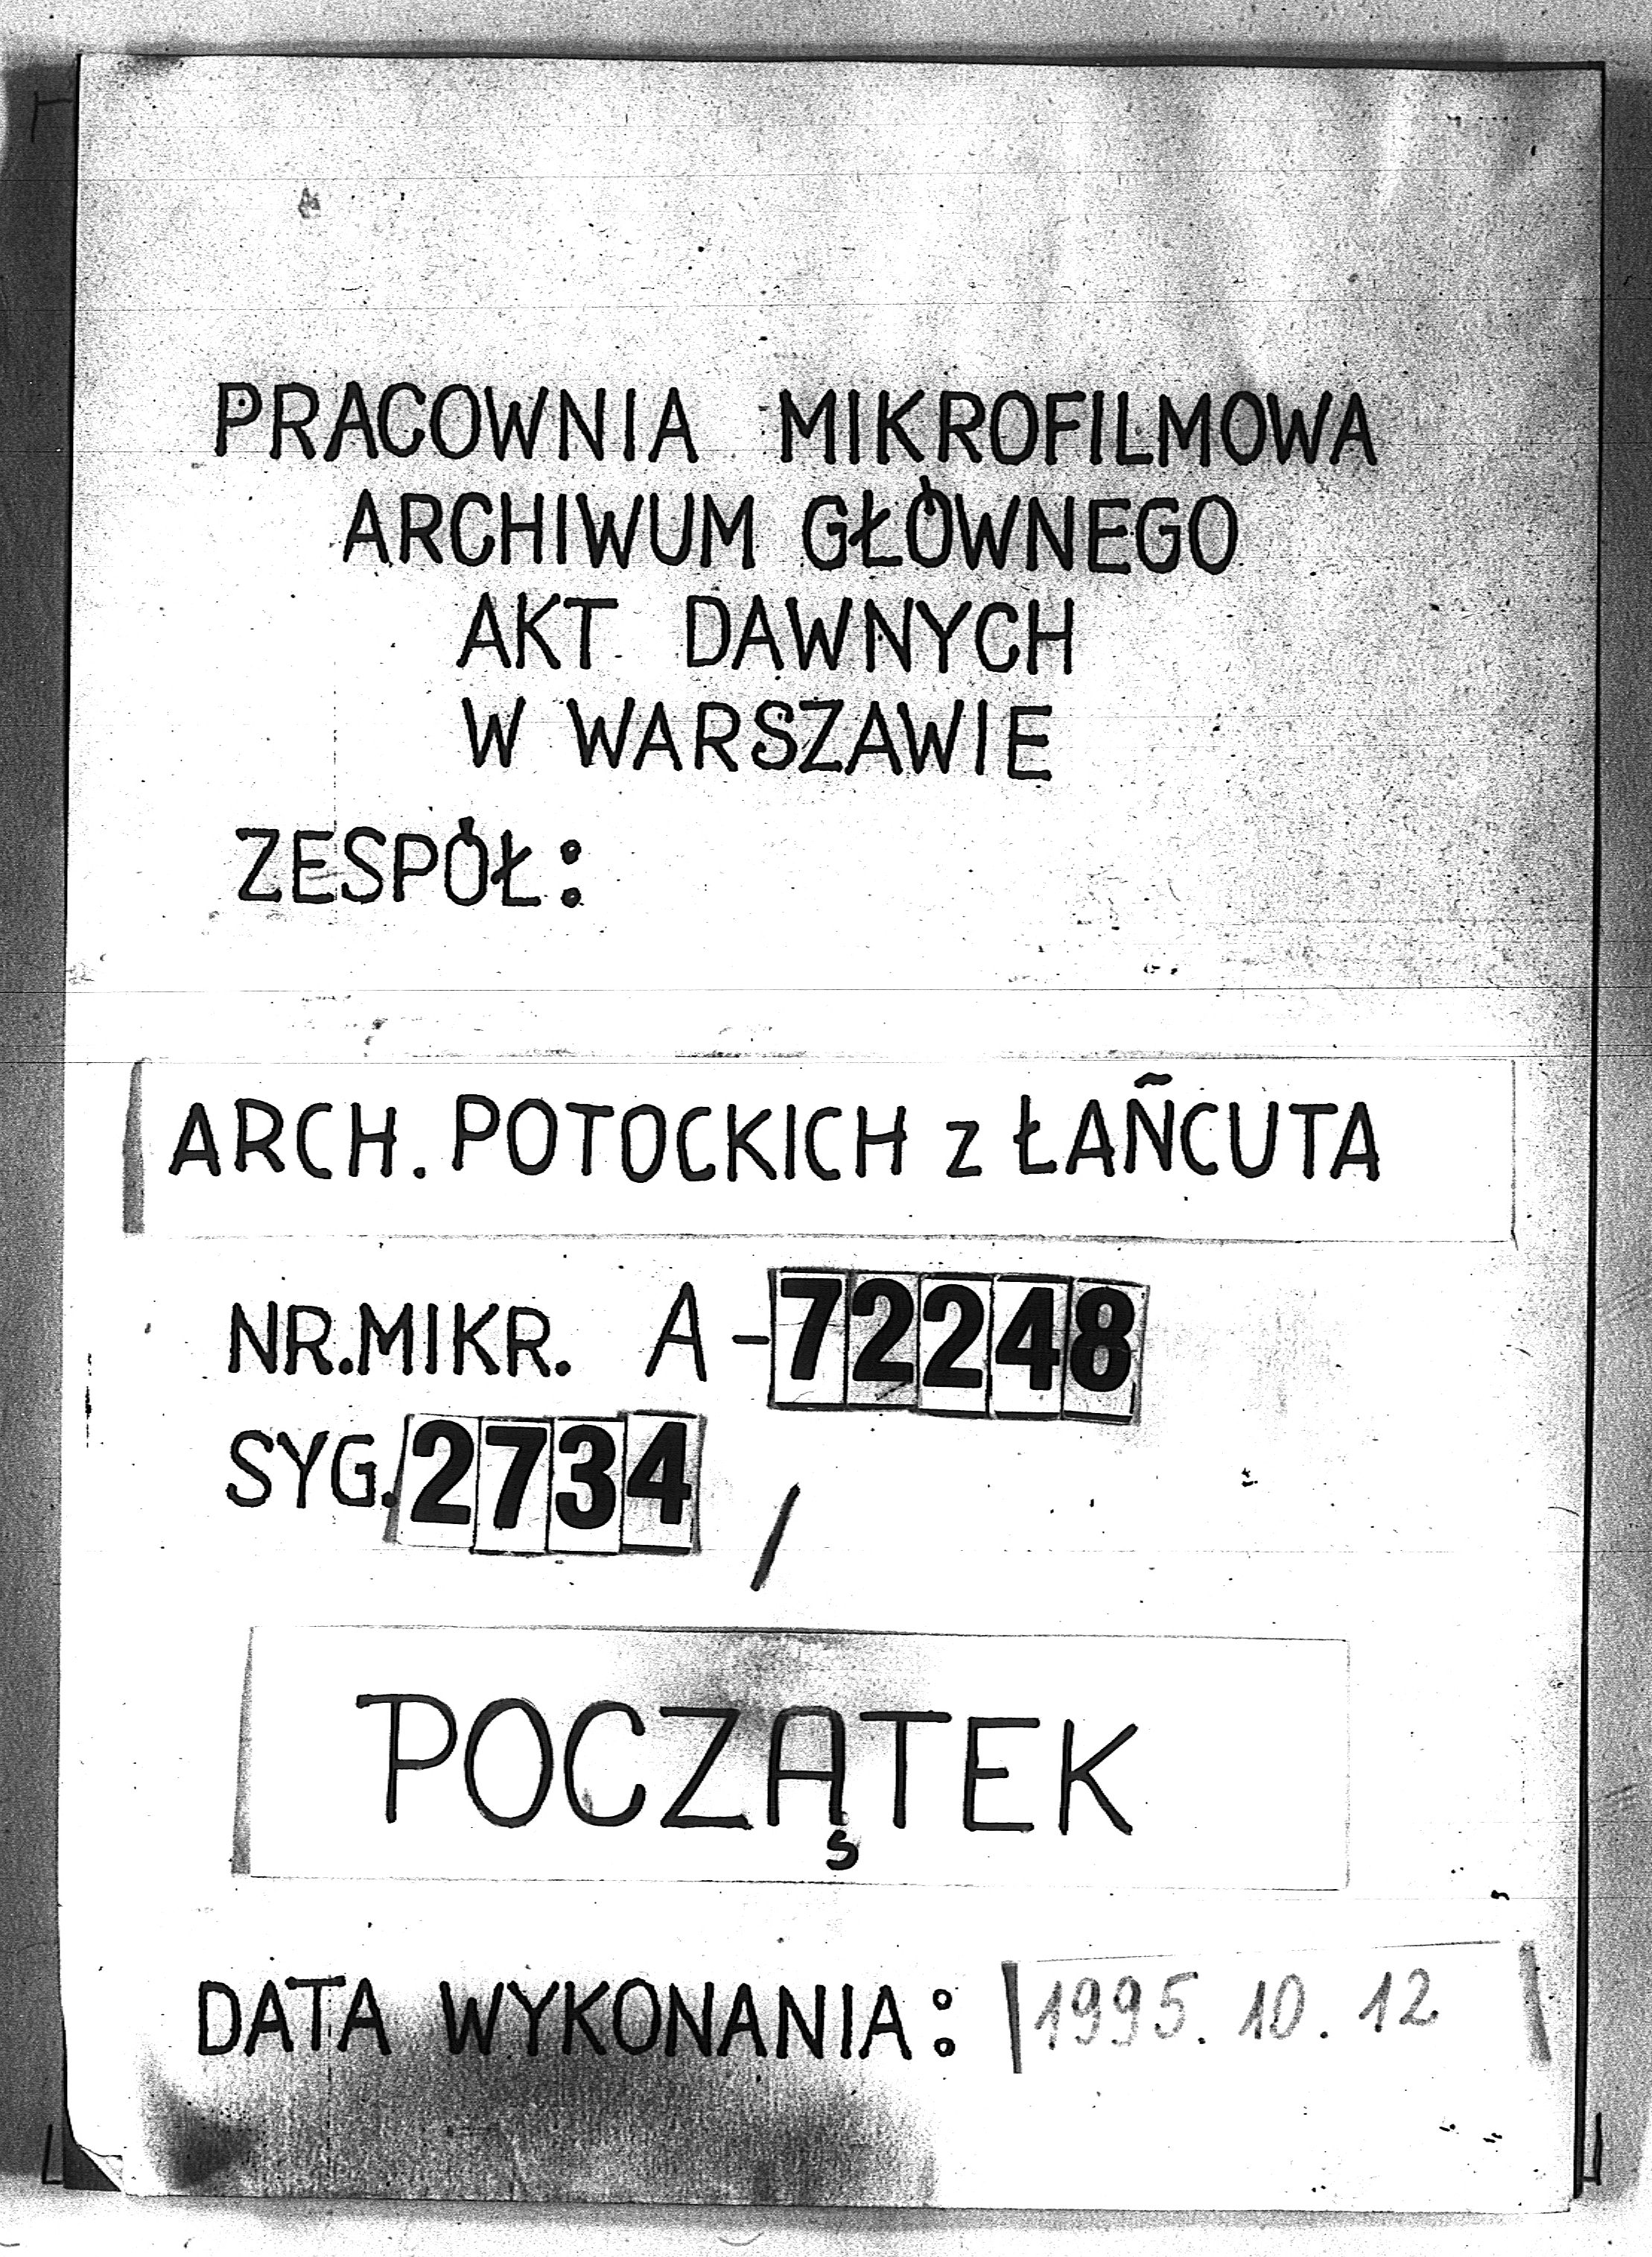 PRACOWNIA MIKROFILMOWA
ARCHIWUM GŁÓWNEGO
AKT DAWNYCH
W WARSZAWIE
ZESPÓŁ:
ARCH. POTOCKICH z ŁAŃCUTA
NR.MIKR. A-72248
SYG. 2734 /
POCZĄTEK
DATA WYKONANIA: 1995.10.12